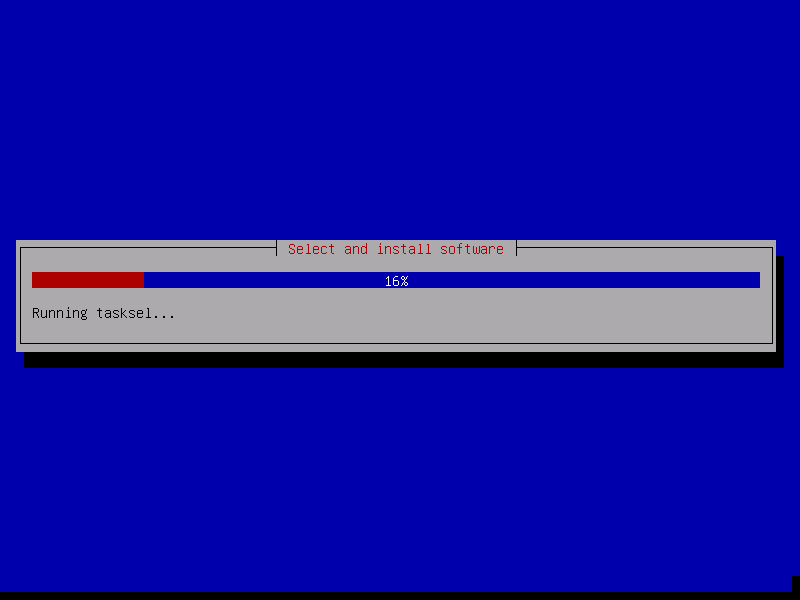 Select and install software
16%
Running tasksel...